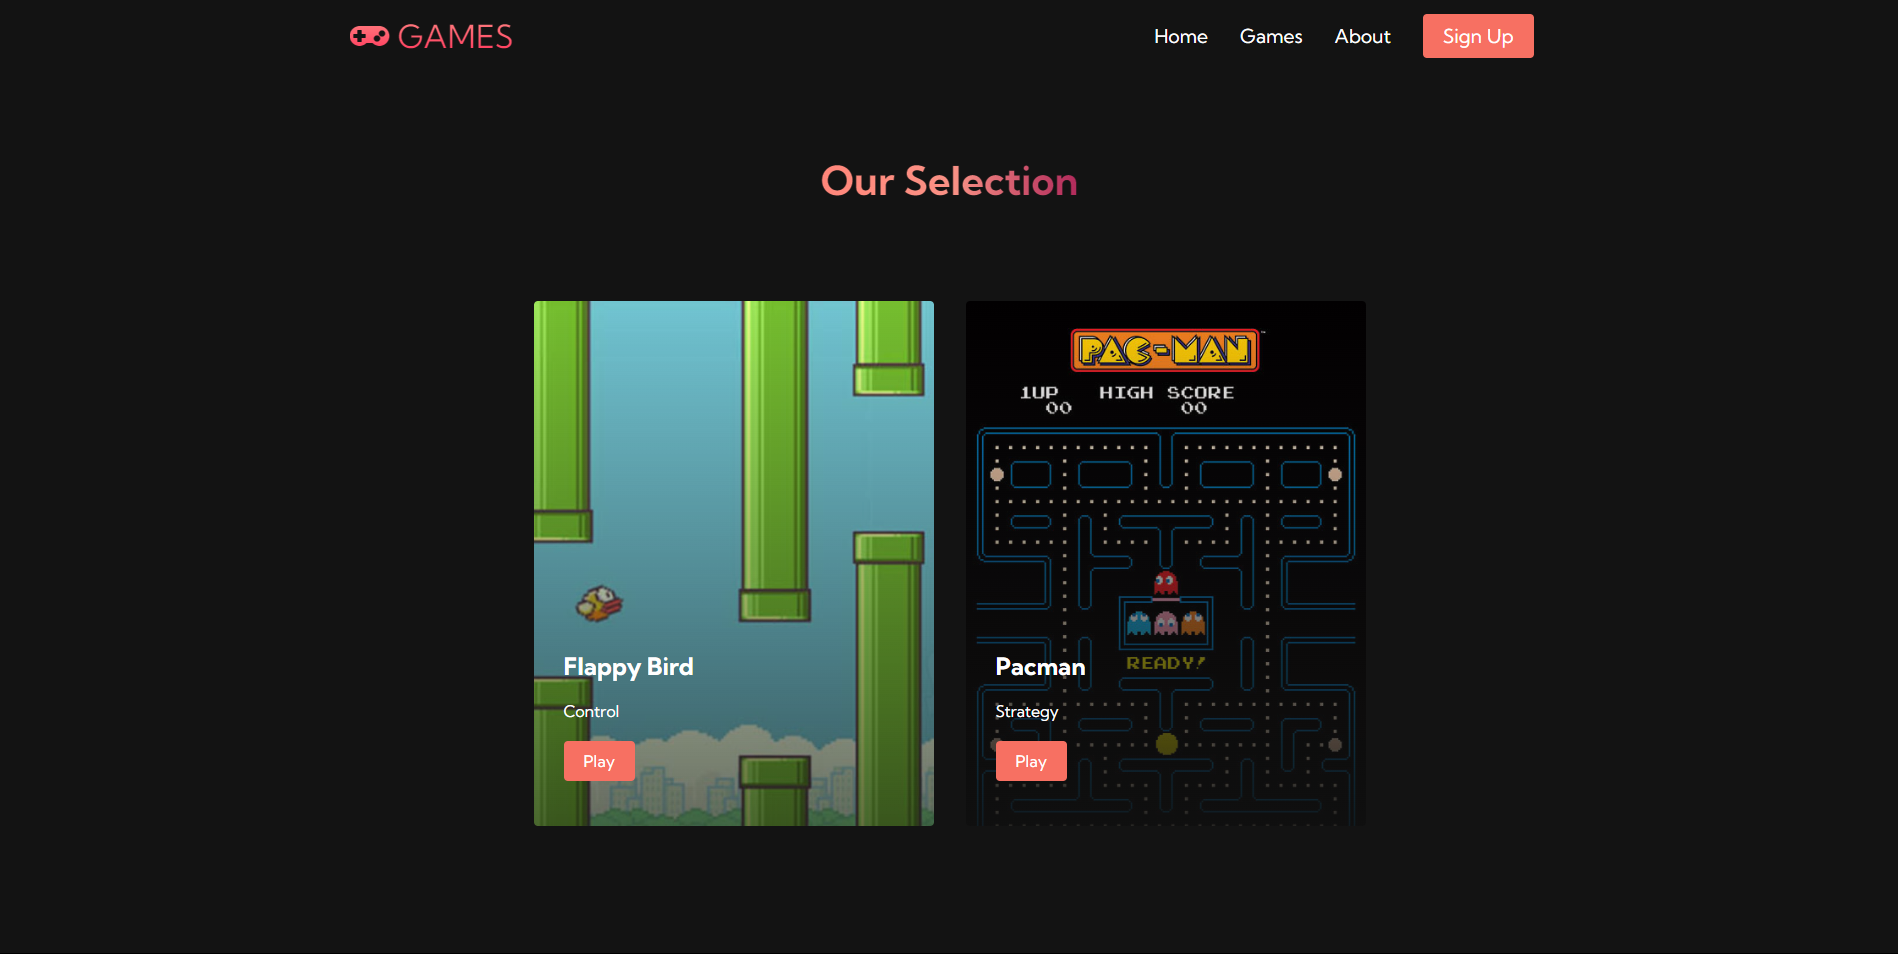 GAMES
Home
Games
About
Sign Up
Our Selection
PAC-MAN
1UP HIGH SCORE
00 00
READY!
Flappy Bird
Control
Play
Pacman
Strategy
Play